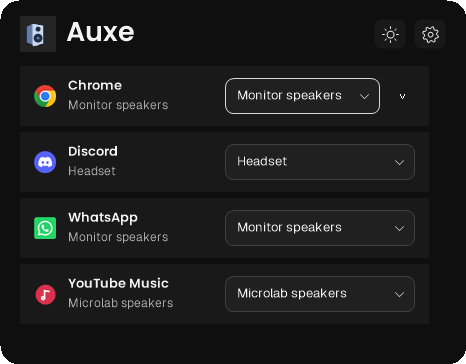 Auxe
Chrome
Monitor speakers
Monitor speakers
v
Discord
Headset
Headset
WhatsApp
Monitor speakers
Monitor speakers
YouTube Music
Microlab speakers
Microlab speakers